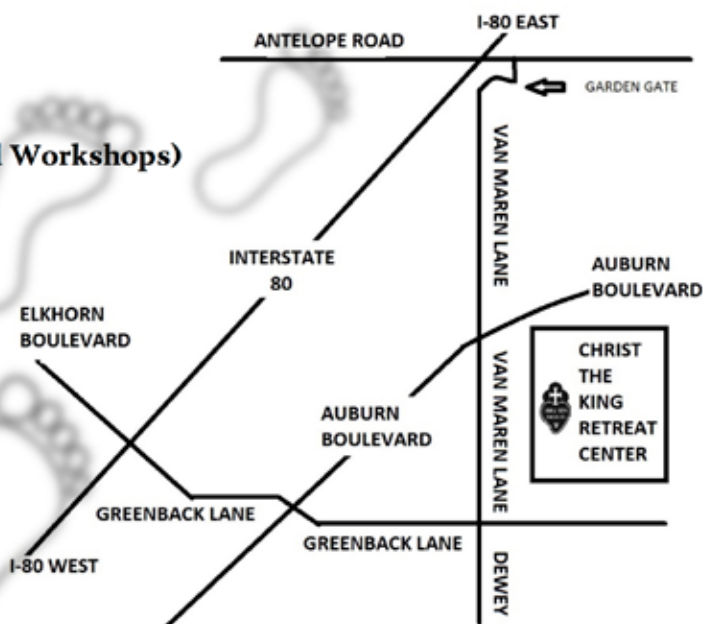 I-80 EAST
ANTELOPE ROAD
GARDEN GATE
Workshops)
VAN MAREN LANE
INTERSTATE
80
AUBURN
BOULEVARD
ELKHORN
BOULEVARD
CHRIST
THE
KING
RETREAT
CENTER
VAN MAREN LANE
AUBURN
BOULEVARD
GREENBACK LANE
GREENBACK LANE
I-80 WEST
DEWEY